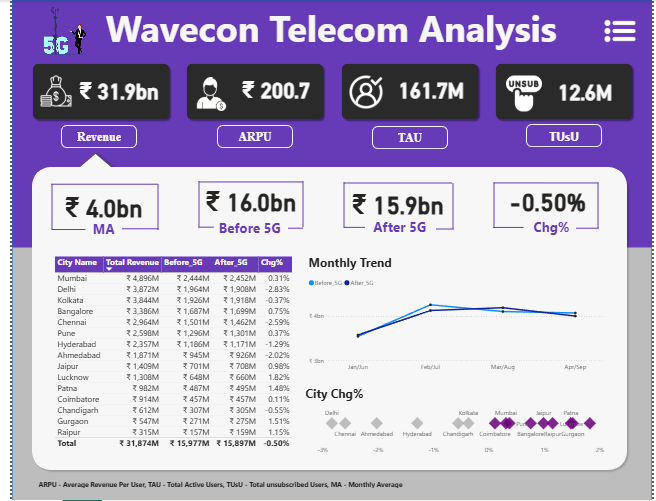 5G
Wavecon Telecom Analysis
₹ 31.9bn
₹ 200.7
161.7M
UNSUB
12.6M
Revenue
ARPU
TAU
TUsU
₹ 4.0bn
MA
₹ 16.0bn
Before 5G
₹ 15.9bn
After 5G
-0.50%
Chg%
City Name Total Revenue Before_5G After_5G Chg%
Mumbai ₹ 4,896M ₹ 2,444M ₹ 2,452M 0.31%
Delhi ₹ 3,872M ₹ 1,964M ₹ 1,908M -2.83%
Kolkata ₹ 3,844M ₹ 1,926M ₹ 1,918M -0.37%
Bangalore ₹ 3,386M ₹ 1,687M ₹ 1,699M 0.75%
Chennai ₹ 2,964M ₹ 1,501M ₹ 1,462M -2.59%
Pune ₹ 2,598M ₹ 1,296M ₹ 1,301M 0.37%
Hyderabad ₹ 2,357M ₹ 1,186M ₹ 1,171M -1.29%
Ahmedabad ₹ 1,871M ₹ 945M ₹ 926M -2.02%
Jaipur ₹ 1,409M ₹ 701M ₹ 708M 0.98%
Lucknow ₹ 1,308M ₹ 648M ₹ 660M 1.82%
Patna ₹ 982M ₹ 487M ₹ 495M 1.48%
Coimbatore ₹ 914M ₹ 457M ₹ 457M 0.11%
Chandigarh ₹ 612M ₹ 307M ₹ 305M -0.55%
Gurgaon ₹ 547M ₹ 271M ₹ 275M 1.51%
Raipur ₹ 315M ₹ 157M ₹ 159M 1.15%
Total ₹ 31,874M ₹ 15,977M ₹ 15,897M -0.50%
Monthly Trend
Before_5G After_5G
₹ 4bn
₹ 3bn
Jan/Jun Feb/Jul Mar/Aug Apr/Sep
City Chg%
Delhi Kolkata Mumbai Jaipur Patna
Chennai Ahmedabad Hyderabad Chandigarh Coimbatore Bangalore Raipur Gurgaon
-3% -2% -1% 0% 1% 2%
ARPU - Average Revenue Per User, TAU - Total Active Users, TUsU - Total unsubscribed Users, MA - Monthly Average